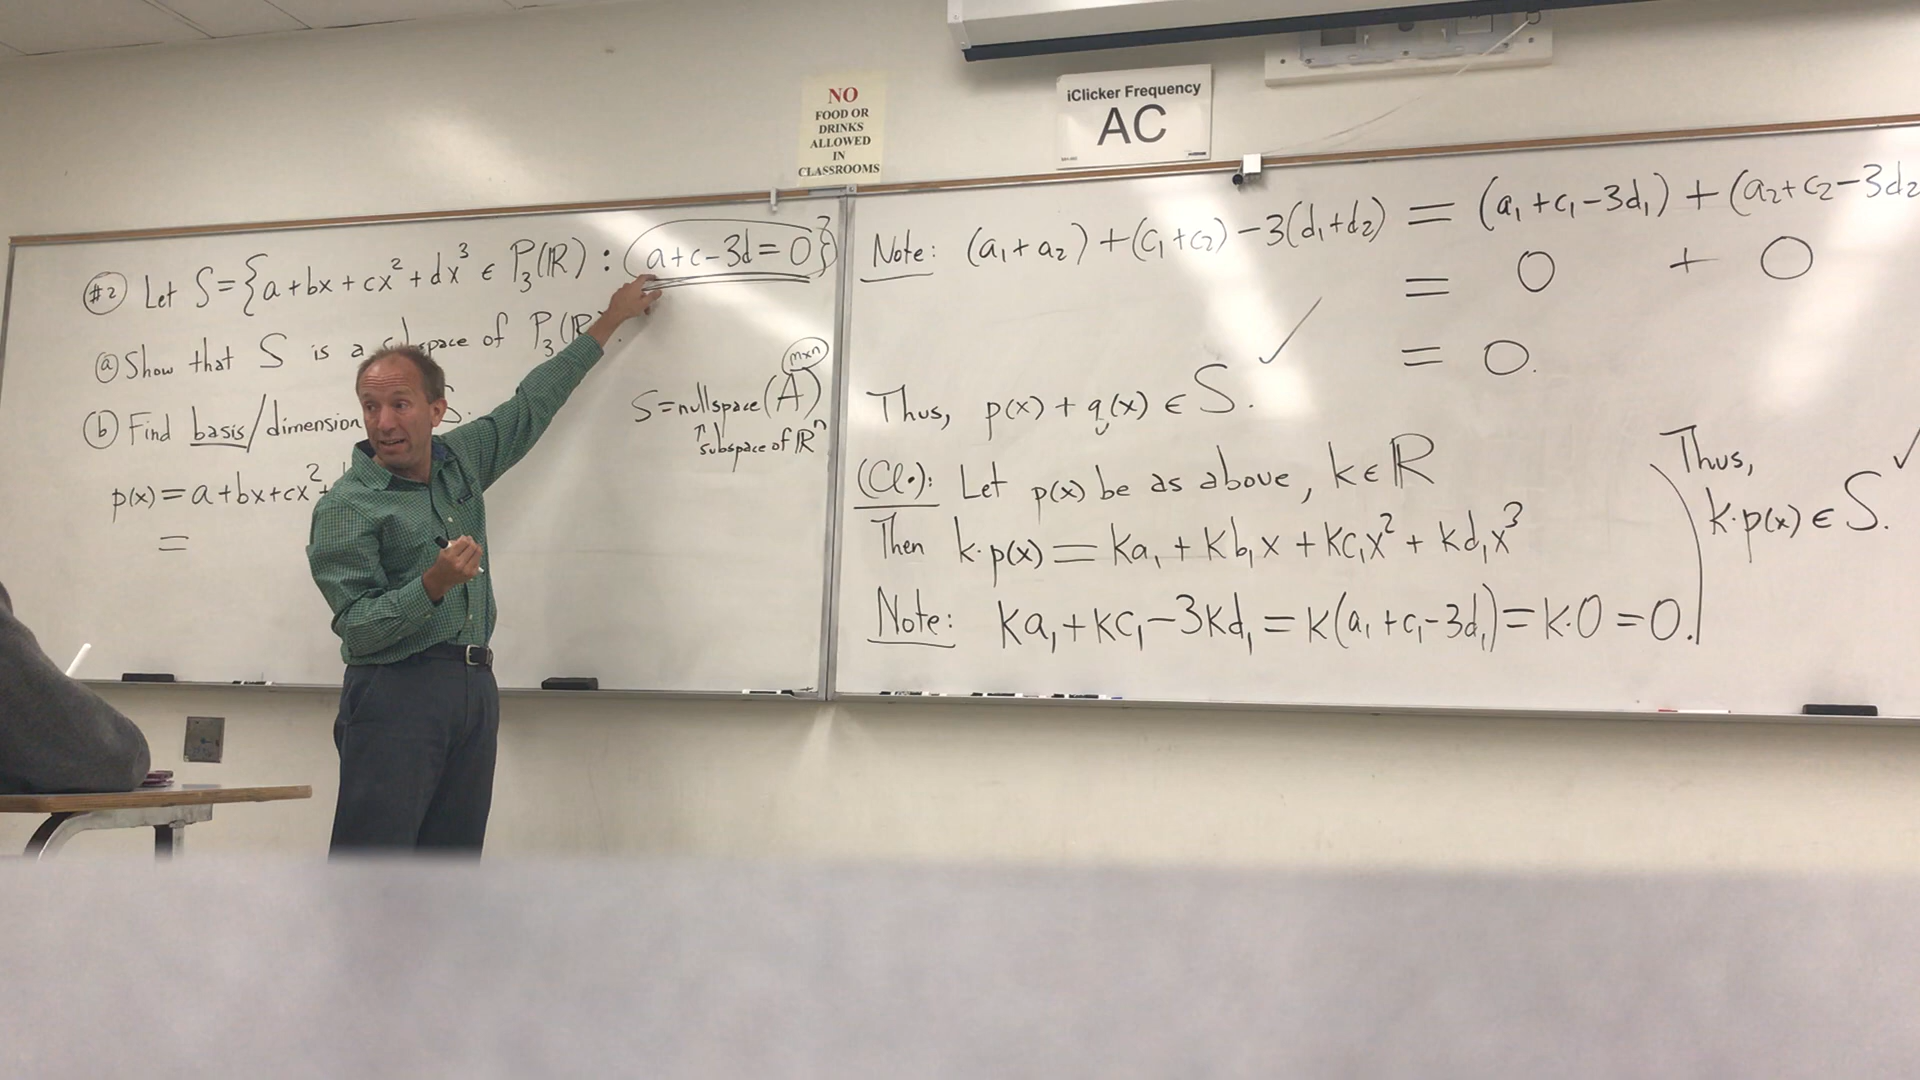 NO
FOOD OR
DRINKS
ALLOWED
IN
CLASSROOMS
iClicker Frequency
AC
#2 Let S={a+bx+cx²+dx³ ∈ P₃(ℝ) : a+c-3d=0}
ⓐ Show that S is a subspace of P₃(ℝ).
ⓑ Find basis/dimension S.
p(x)=a+bx+cx²+
=
m×n
S=nullspace(A)
↑
subspace of ℝⁿ
Note: (a₁+a₂)+(c₁+c₂)-3(d₁+d₂) = (a₁+c₁-3d₁)+(a₂+c₂-3d₂
= 0 + 0
= 0.
Thus, p(x)+q(x) ∈ S. ✓
(Cl·): Let p(x) be as above, k∈ℝ
Then k·p(x)=ka₁+kb₁x+kc₁x²+kd₁x³
Note: ka₁+kc₁-3kd₁=k(a₁+c₁-3d₁)=k·0=0.
Thus,
k·p(x) ∈ S. ✓